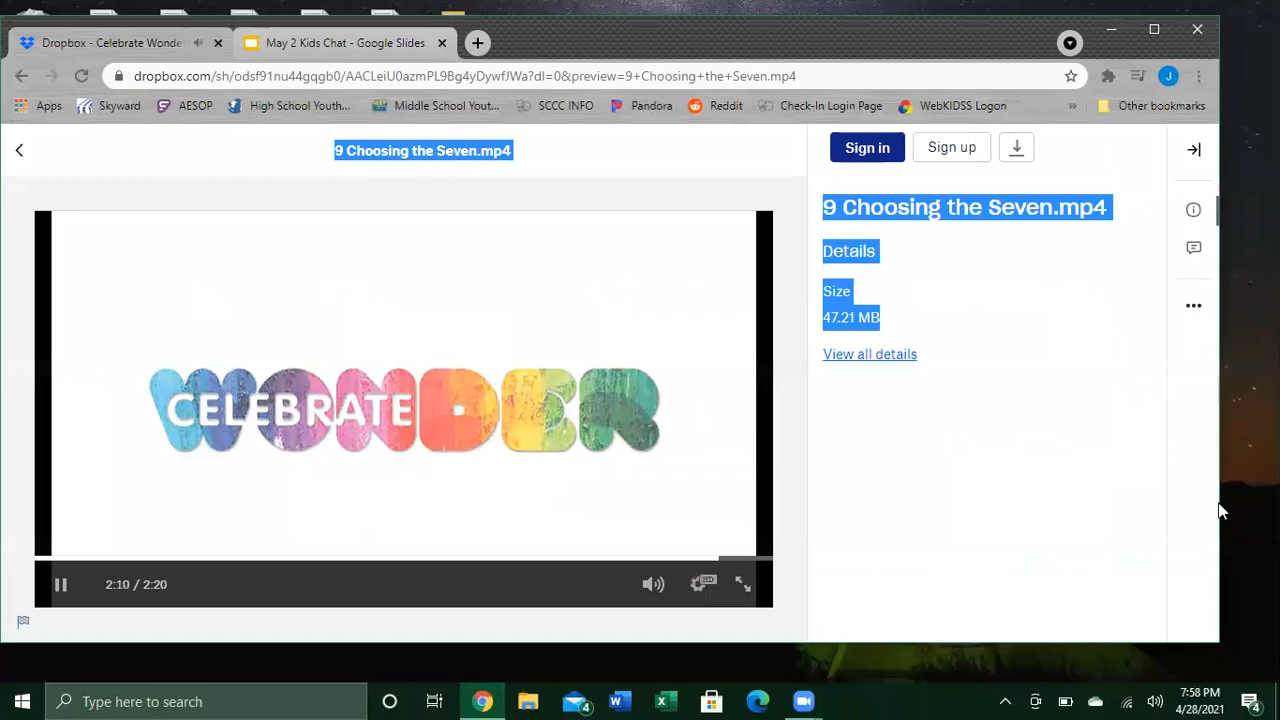 Dropbox - Celebrate Wonde
May 2 Kids Chat - Google Slides
dropbox.com/sh/odsf91nu44gqgb0/AACLeiU0azmPL9Bg4yDywfJWa?dl=0&preview=9+Choosing+the+Seven.mp4
J
Apps
Skyward
AESOP
High School Youth...
Middle School Yout...
SCCC INFO
Pandora
Reddit
Check-In Login Page
WebKIDSS Logon
»
Other bookmarks
9 Choosing the Seven.mp4
Sign in
Sign up
9 Choosing the Seven.mp4
Details
Size
47.21 MB
View all details
WONDER
CELEBRATE
2:10 / 2:20
HD
Type here to search
4
W
X
7:58 PM
4/28/2021
4